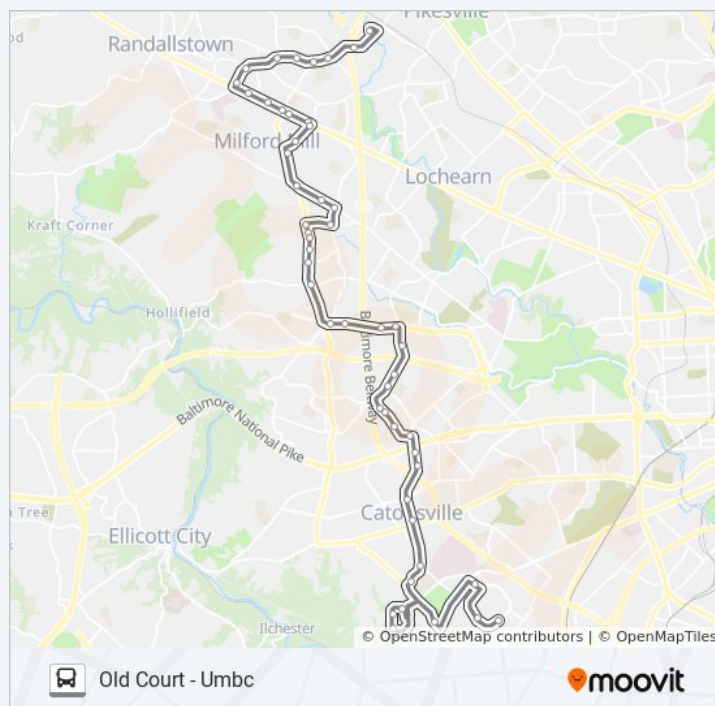 Pikesville
Randallstown
Milford Mill
Lochearn
Kraft Corner
Hollifield
Baltimore Beltway
Baltimore National Pike
Tree
Catonsville
Ellicott City
Ilchester
© OpenStreetMap contributors | © OpenMapTiles
Old Court - Umbc
moovit